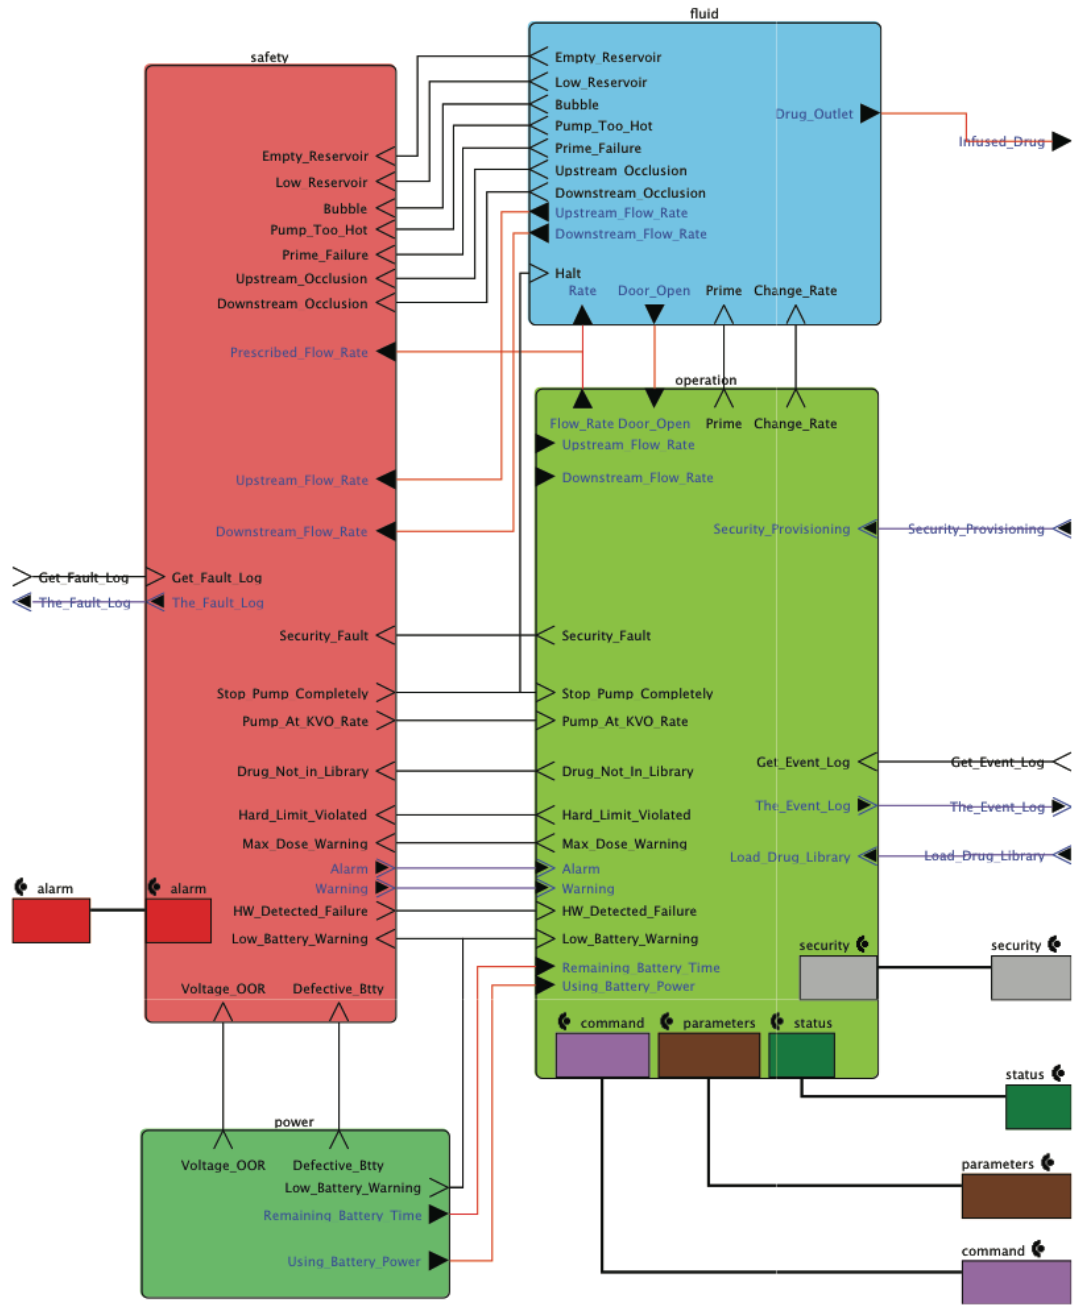 fluid
safety
Empty_Reservoir
Low_Reservoir
Bubble
Pump_Too_Hot
Prime_Failure
Upstream_Occlusion
Downstream_Occlusion
Upstream_Flow_Rate
Downstream_Flow_Rate
Halt
Rate
Door_Open
Prime
Change_Rate
Drug_Outlet
Infused_Drug
Empty_Reservoir
Low_Reservoir
Bubble
Pump_Too_Hot
Prime_Failure
Upstream_Occlusion
Downstream_Occlusion
Prescribed_Flow_Rate
Upstream_Flow_Rate
Downstream_Flow_Rate
Get_Fault_Log
Get_Fault_Log
The_Fault_Log
The_Fault_Log
Security_Fault
Stop_Pump_Completely
Pump_At_KVO_Rate
Drug_Not_in_Library
Hard_Limit_Violated
Max_Dose_Warning
Alarm
Warning
HW_Detected_Failure
Low_Battery_Warning
alarm
alarm
Voltage_OOR
Defective_Btty
operation
Flow_Rate
Door_Open
Prime
Change_Rate
Upstream_Flow_Rate
Downstream_Flow_Rate
Security_Provisioning
Security_Provisioning
Security_Fault
Stop_Pump_Completely
Pump_At_KVO_Rate
Get_Event_Log
Get_Event_Log
Drug_Not_In_Library
The_Event_Log
The_Event_Log
Hard_Limit_Violated
Max_Dose_Warning
Load_Drug_Library
Load_Drug_Library
Alarm
Warning
HW_Detected_Failure
Low_Battery_Warning
security
security
Remaining_Battery_Time
Using_Battery_Power
command
parameters
status
status
parameters
command
power
Voltage_OOR
Defective_Btty
Low_Battery_Warning
Remaining_Battery_Time
Using_Battery_Power